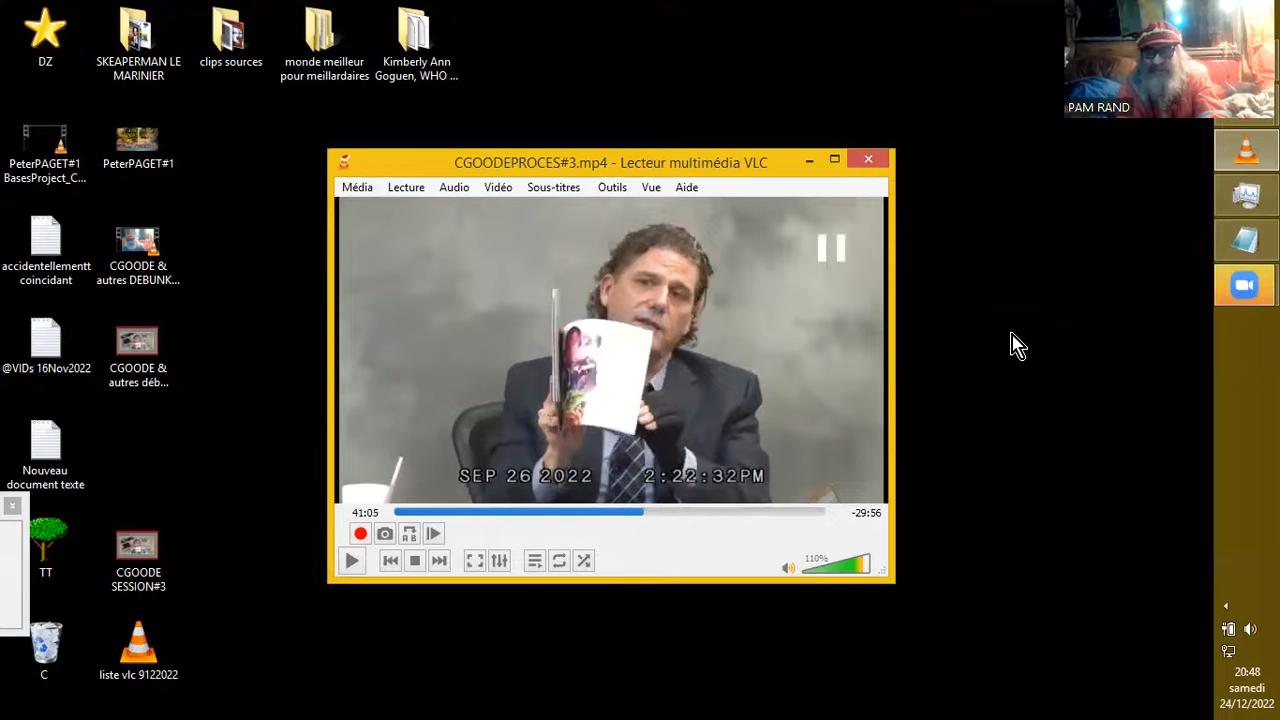 DZ
SKEAPERMAN LE
MARINIER
clips sources
monde meilleur
pour meillardaires
Kimberly Ann
Goguen, WHO ...
PAM RAND
PeterPAGET#1
BasesProject_C...
PeterPAGET#1
CGOODEPROCES#3.mp4 - Lecteur multimédia VLC
Média Lecture Audio Vidéo Sous-titres Outils Vue Aide
accidentellementt
coincidant
CGOODE &
autres DEBUNK...
@VIDs 16Nov2022
CGOODE &
autres déb...
Nouveau
document texte
SEP 26 2022 2:22:32PM
41:05 -29:56
x
A B
110%
TT
CGOODE
SESSION#3
C
liste vlc 9122022
20:48
samedi
24/12/2022